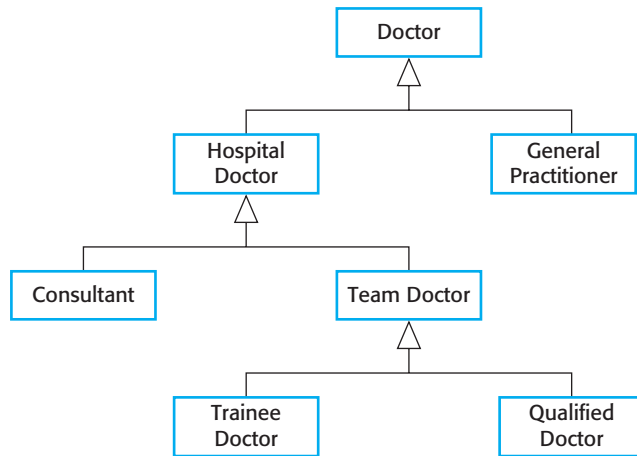 Doctor
Hospital
Doctor
General
Practitioner
Consultant
Team Doctor
Trainee
Doctor
Qualified
Doctor